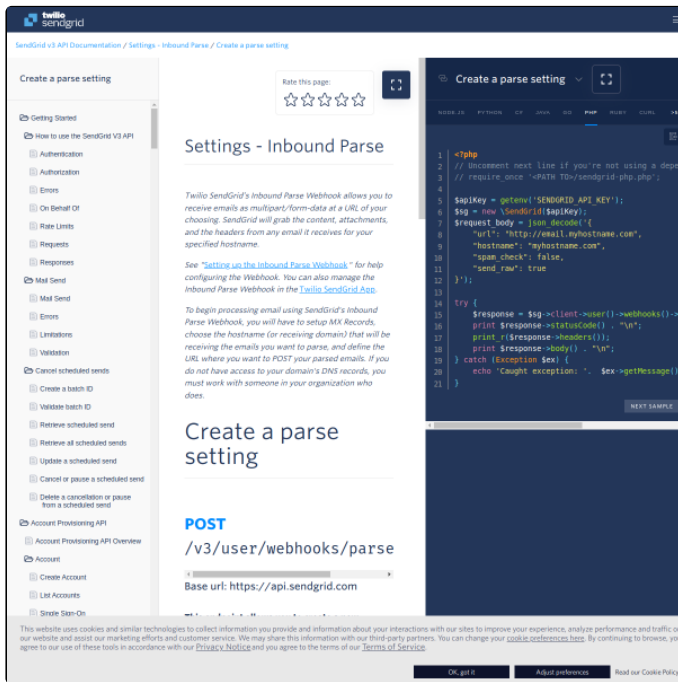 twilio
sendgrid
SendGrid v3 API Documentation / Settings - Inbound Parse / Create a parse setting
Create a parse setting
Getting Started
How to use the SendGrid V3 API
Authentication
Authorization
Errors
On Behalf Of
Rate Limits
Requests
Responses
Mail Send
Mail Send
Errors
Limitations
Validation
Cancel scheduled sends
Create a batch ID
Validate batch ID
Retrieve scheduled send
Retrieve all scheduled sends
Update a scheduled send
Cancel or pause a scheduled send
Delete a cancellation or pause
from a scheduled send
Account Provisioning API
Account Provisioning API Overview
Account
Create Account
List Accounts
Single Sign-On
Rate this page:
Settings - Inbound Parse
Twilio SendGrid's Inbound Parse Webhook allows you to
receive emails as multipart/form-data at a URL of your
choosing. SendGrid will grab the content, attachments,
and the headers from any email it receives for your
specified hostname.
See "Setting up the Inbound Parse Webhook." for help
configuring the Webhook. You can also manage the
Inbound Parse Webhook in the Twilio SendGrid App.
To begin processing email using SendGrid's Inbound
Parse Webhook, you will have to setup MX Records,
choose the hostname (or receiving domain) that will be
receiving the emails you want to parse, and define the
URL where you want to POST your parsed emails. If you
do not have access to your domain's DNS records, you
must work with someone in your organization who
does.
Create a parse
setting
POST
/v3/user/webhooks/parse
Base url: https://api.sendgrid.com
Create a parse setting
NODE.JS PYTHON C# JAVA GO PHP RUBY CURL
1 <?php
2 // Uncomment next line if you're not using a depe
3 // require_once '<PATH TO>/sendgrid-php.php';
4
5 $apiKey = getenv('SENDGRID_API_KEY');
6 $sg = new \SendGrid($apiKey);
7 $request_body = json_decode('{
8 "url": "http://email.myhostname.com",
9 "hostname": "myhostname.com",
10 "spam_check": false,
11 "send_raw": true
12 }');
13
14 try {
15 $response = $sg->client->user()->webhooks()->
16 print $response->statusCode() . "\n";
17 print_r($response->headers());
18 print $response->body() . "\n";
19 } catch (Exception $ex) {
20 echo 'Caught exception: '. $ex->getMessage()
21 }
NEXT SAMPLE
This website uses cookies and similar technologies to collect information you provide and information about your interactions with our sites to improve your experience, analyze performance and traffic o
our website and assist our marketing efforts and customer service. We may share this information with our third-party partners. You can change your cookie preferences here. By continuing to browse, yo
agree to our use of these tools in accordance with our Privacy Notice and you agree to the terms of our Terms of Service.
OK, got it
Adjust preferences
Read our Cookie Policy